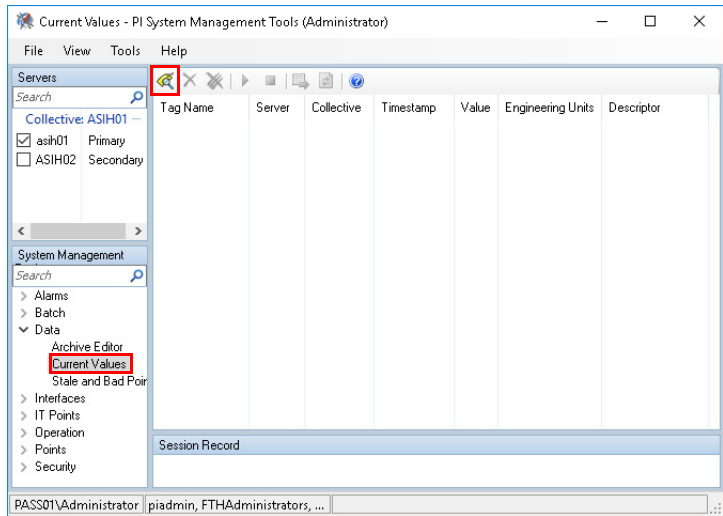 Current Values - PI System Management Tools (Administrator)
File View Tools Help
Servers
Search
Collective: ASIH01
asih01 Primary
ASIH02 Secondary
System Management
Search
Alarms
Batch
Data
Archive Editor
Current Values
Stale and Bad Poir
Interfaces
IT Points
Operation
Points
Security
Tag Name Server Collective Timestamp Value Engineering Units Descriptor
Session Record
PASS01\Administrator piadmin, FTHAdministrators, ...